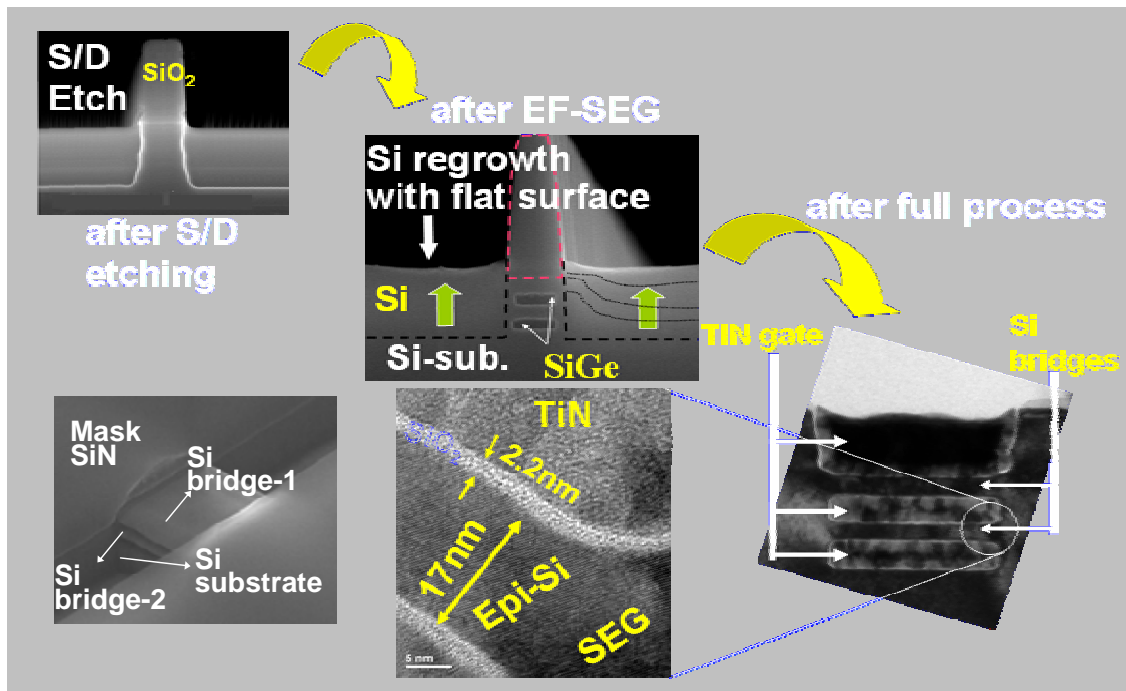 S/D
Etch
SiO2
after S/D
etching
after EF-SEG
Si regrowth
with flat surface
Si
Si-sub.
SiGe
after full process
TIN gate
Si
bridges
Mask
SiN
Si
bridge-1
Si
bridge-2
Si
substrate
TiN
SiO2
2.2nm
17nm
Epi-Si
SEG
5 nm